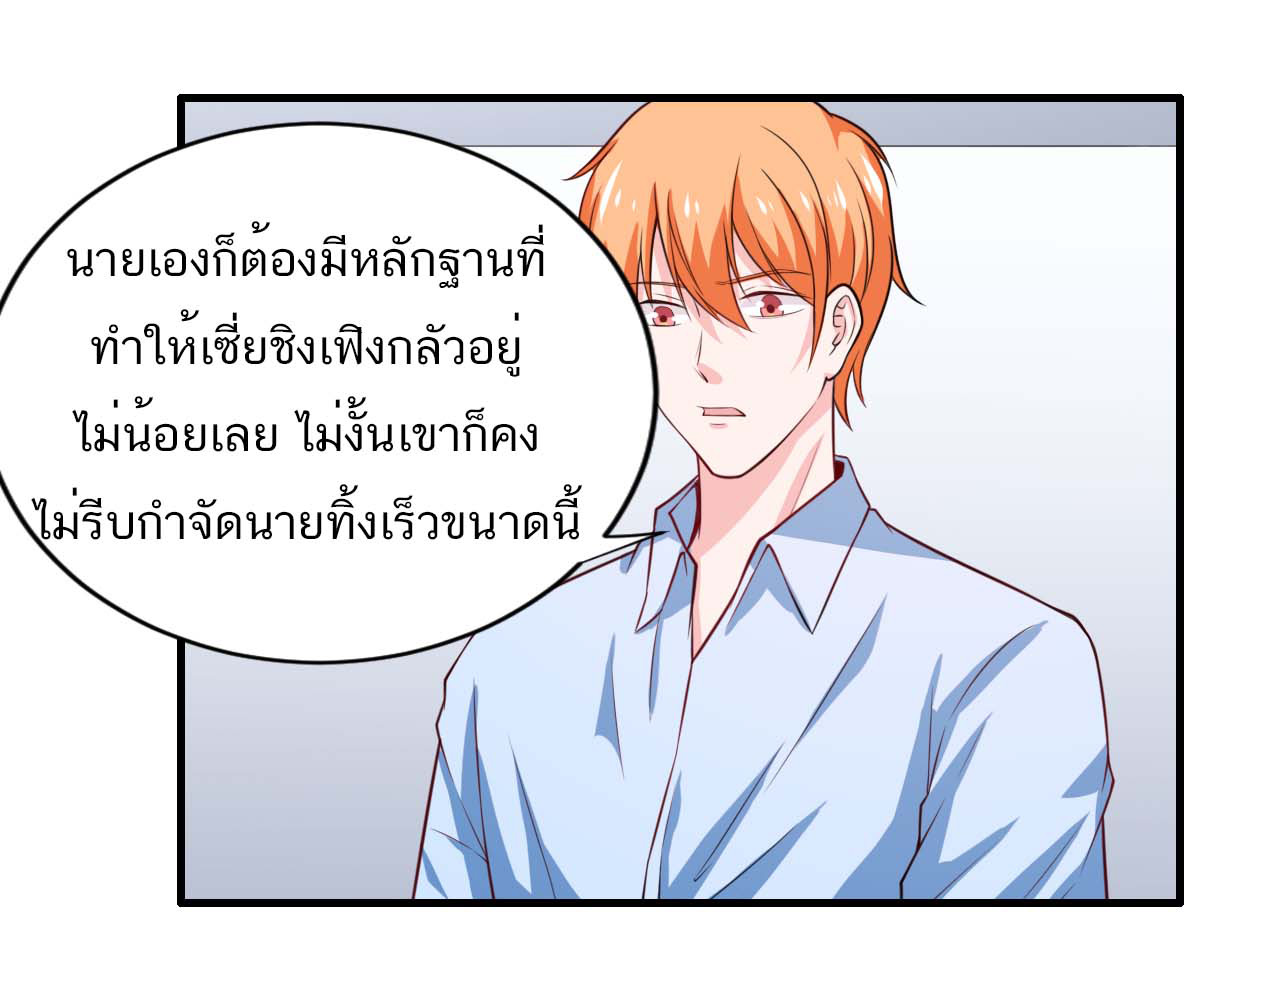 นายเองก็ต้องมีหลักฐานที่
ทำให้เซี่ยชิงเฟิงกลัวอยู่
ไม่น้อยเลย ไม่งั้นเขาก็คง
ไม่รีบกำจัดนายทิ้งเร็วขนาดนี้